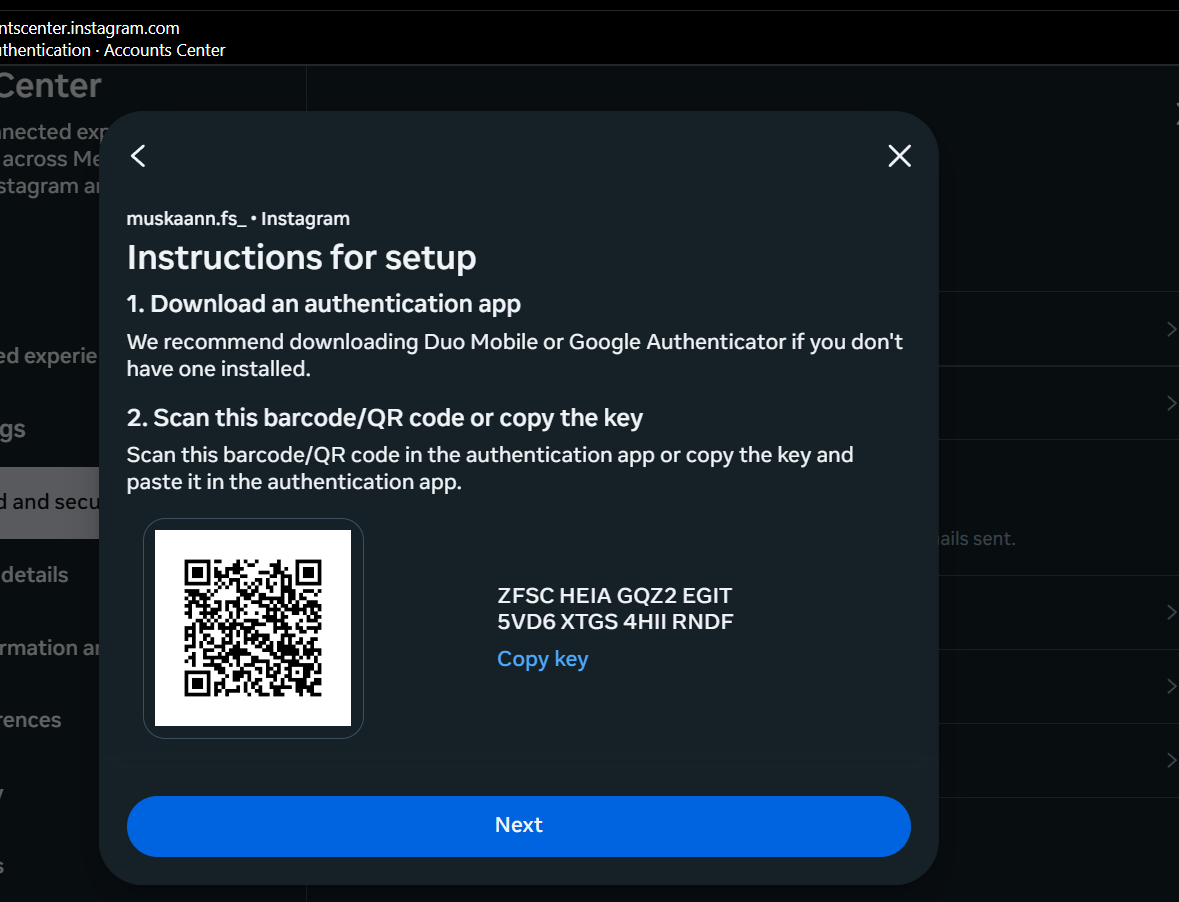 ntscenter.instagram.com
uthentication · Accounts Center
Center
nnected exp
across Me
stagram an
muskaann.fs_ • Instagram
Instructions for setup
1. Download an authentication app
We recommend downloading Duo Mobile or Google Authenticator if you don't
have one installed.
ed experie
2. Scan this barcode/QR code or copy the key
gs
Scan this barcode/QR code in the authentication app or copy the key and
paste it in the authentication app.
d and secu
ails sent.
details
ZFSC HEIA GQZ2 EGIT
5VD6 XTGS 4HII RNDF
rmation an
Copy key
rences
Next